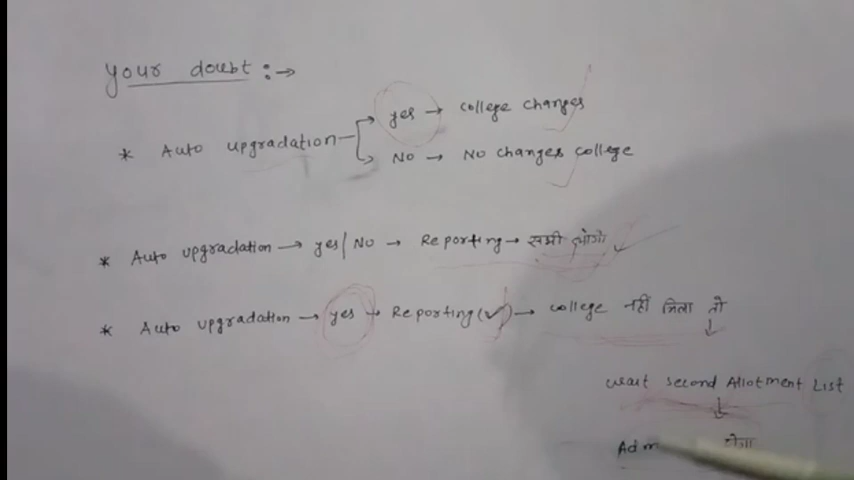 your doubt :→
yes → college changes
* Auto upgradation
No → No changes college
* Auto upgradation → yes/No → Reporting → सभी लोगो
* Auto upgradation → yes → Reporting (✓) → college नहीं मिला तो
↓
wait second Allotment List
↓
Adm